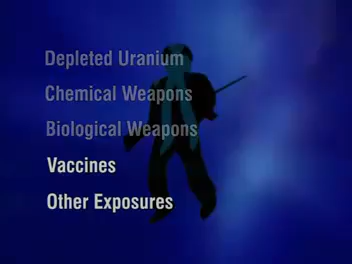 Depleted Uranium
Chemical Weapons
Biological Weapons
Vaccines
Other Exposures